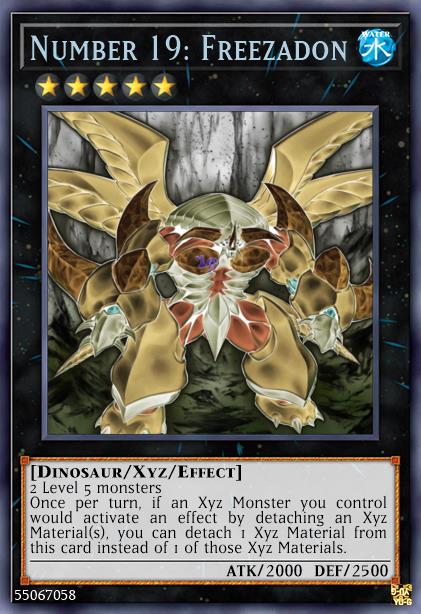 Number 19: Freezadon
WATER
水
19
[Dinosaur/Xyz/Effect]
2 Level 5 monsters
Once per turn, if an Xyz Monster you control
would activate an effect by detaching an Xyz
Material(s), you can detach 1 Xyz Material from
this card instead of 1 of those Xyz Materials.
ATK/2000 DEF/2500
55067058